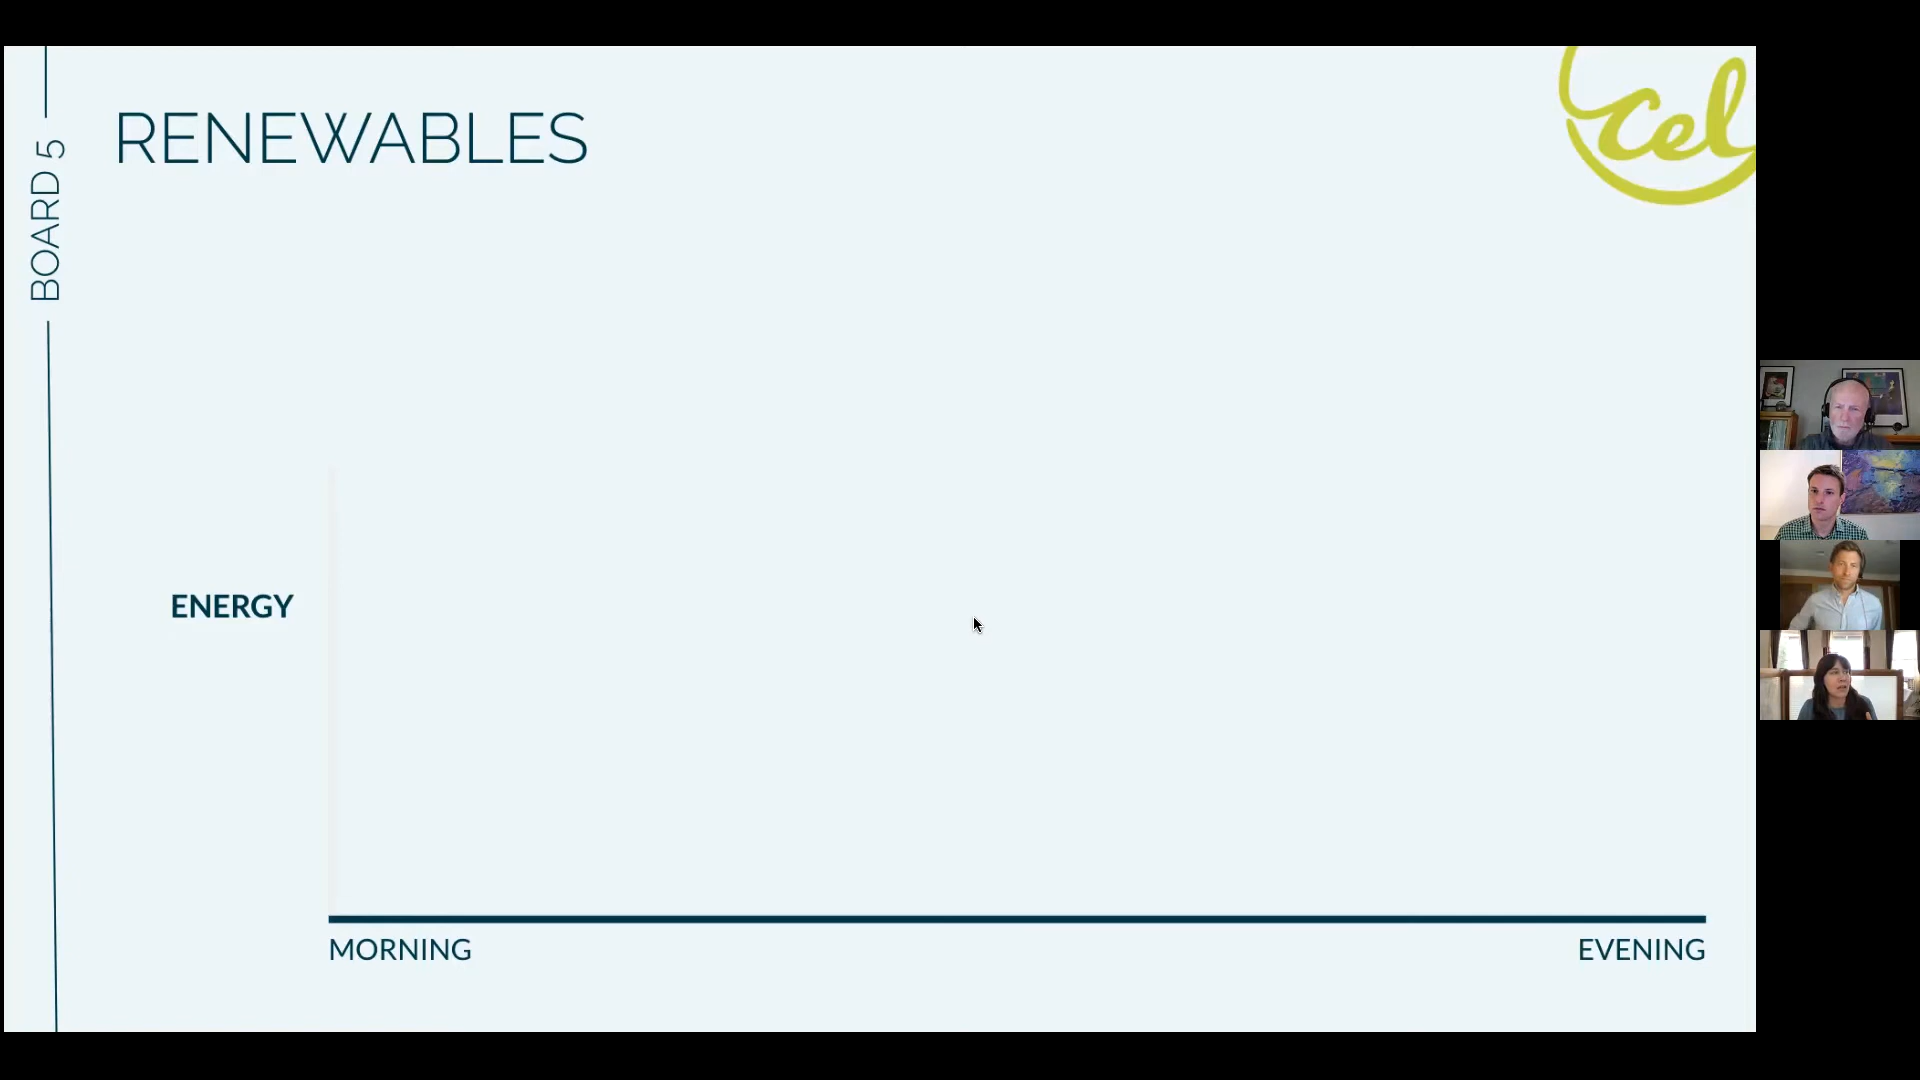 RENEWABLES
cel
BOARD 5
ENERGY
MORNING
EVENING